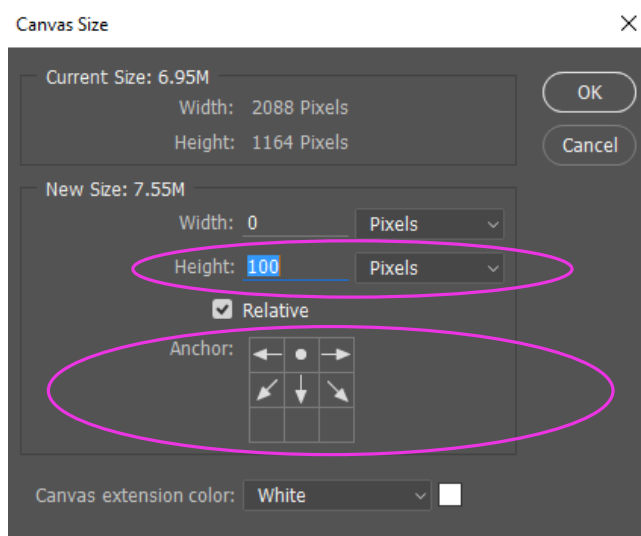 Canvas Size
Current Size: 6.95M
OK
Width: 2088 Pixels
Height: 1164 Pixels
Cancel
New Size: 7.55M
Width: 0 Pixels
Height: 100 Pixels
Relative
Anchor:
Canvas extension color: White